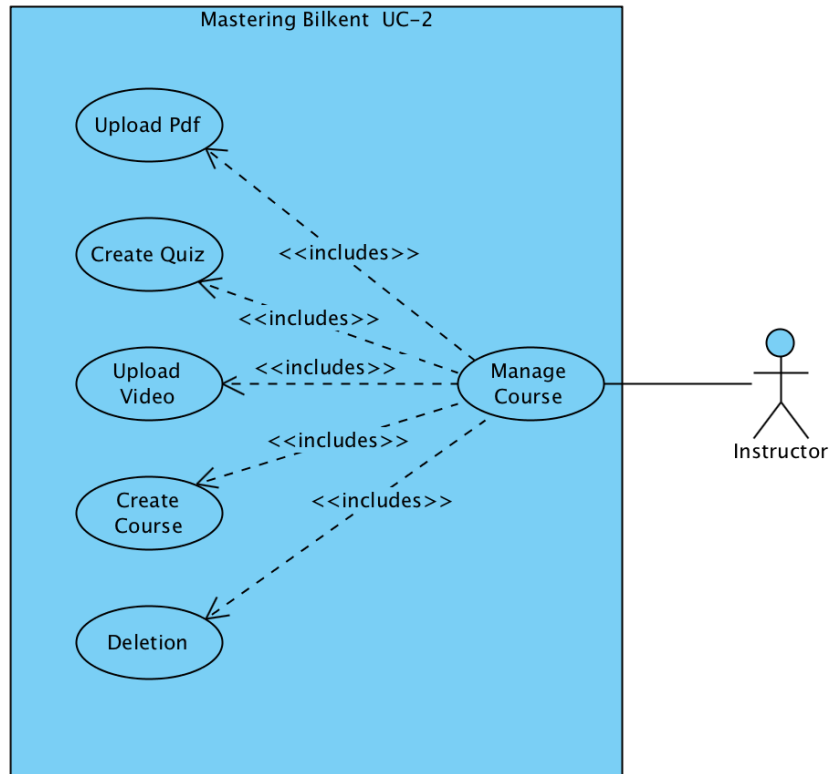 Mastering Bilkent UC-2
Upload Pdf
<<includes>>
Create Quiz
<<includes>>
<<includes>>
Upload
Video
Manage
Course
<<includes>>
Instructor
<<includes>>
Create
Course
Deletion